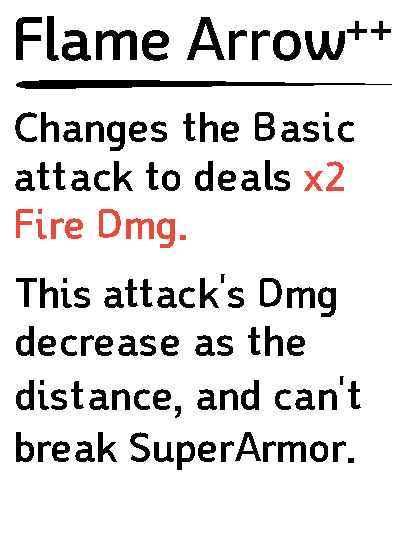 Flame Arrow++
Changes the Basic
attack to deals x2
Fire Dmg.
This attack's Dmg
decrease as the
distance, and can't
break SuperArmor.